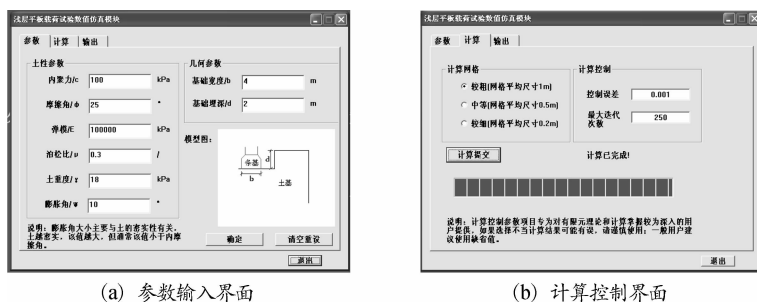 浅层平板载荷试验数值仿真模块
参数 计算 输出
土性参数
内聚力/c 100 kPa
摩擦角/ф 25 °
弹模/E 100000 kPa
泊松比/ν 0.3 /
土重度/γ 18 kPa
膨胀角/Ψ 10 °
几何参数
基础宽度/b 4 m
基础埋深/d 2 m
模型图:
条基 d
b
土基
说明: 膨胀角大小主要与土的密实性有关,
土越密实, 该值越大, 但通常该值小于内摩
擦角。
确定 清空重设
退出
(a) 参数输入界面
浅层平板载荷试验数值仿真模块
参数 计算 输出
计算网格
较粗(网格平均尺寸1m)
中等(网格平均尺寸0.5m)
较细(网格平均尺寸0.2m)
计算控制
控制误差 0.001
最大迭代
次数 250
计算提交 计算已完成!
说明: 计算控制参数项目专为对有限元理论和计算掌握较为深入的用
户提供, 如果选择不当计算结果可能有误, 请谨慎使用; 一般用户建
议使用缺省值。
退出
(b) 计算控制界面